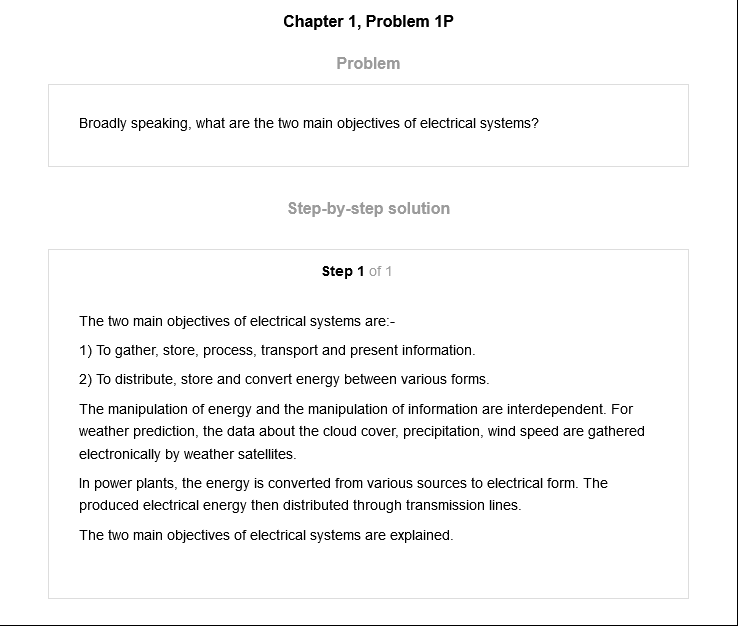 Chapter 1, Problem 1P
Problem
Broadly speaking, what are the two main objectives of electrical systems?
Step-by-step solution
Step 1 of 1
The two main objectives of electrical systems are:-
1) To gather, store, process, transport and present information.
2) To distribute, store and convert energy between various forms.
The manipulation of energy and the manipulation of information are interdependent. For
weather prediction, the data about the cloud cover, precipitation, wind speed are gathered
electronically by weather satellites.
In power plants, the energy is converted from various sources to electrical form. The
produced electrical energy then distributed through transmission lines.
The two main objectives of electrical systems are explained.